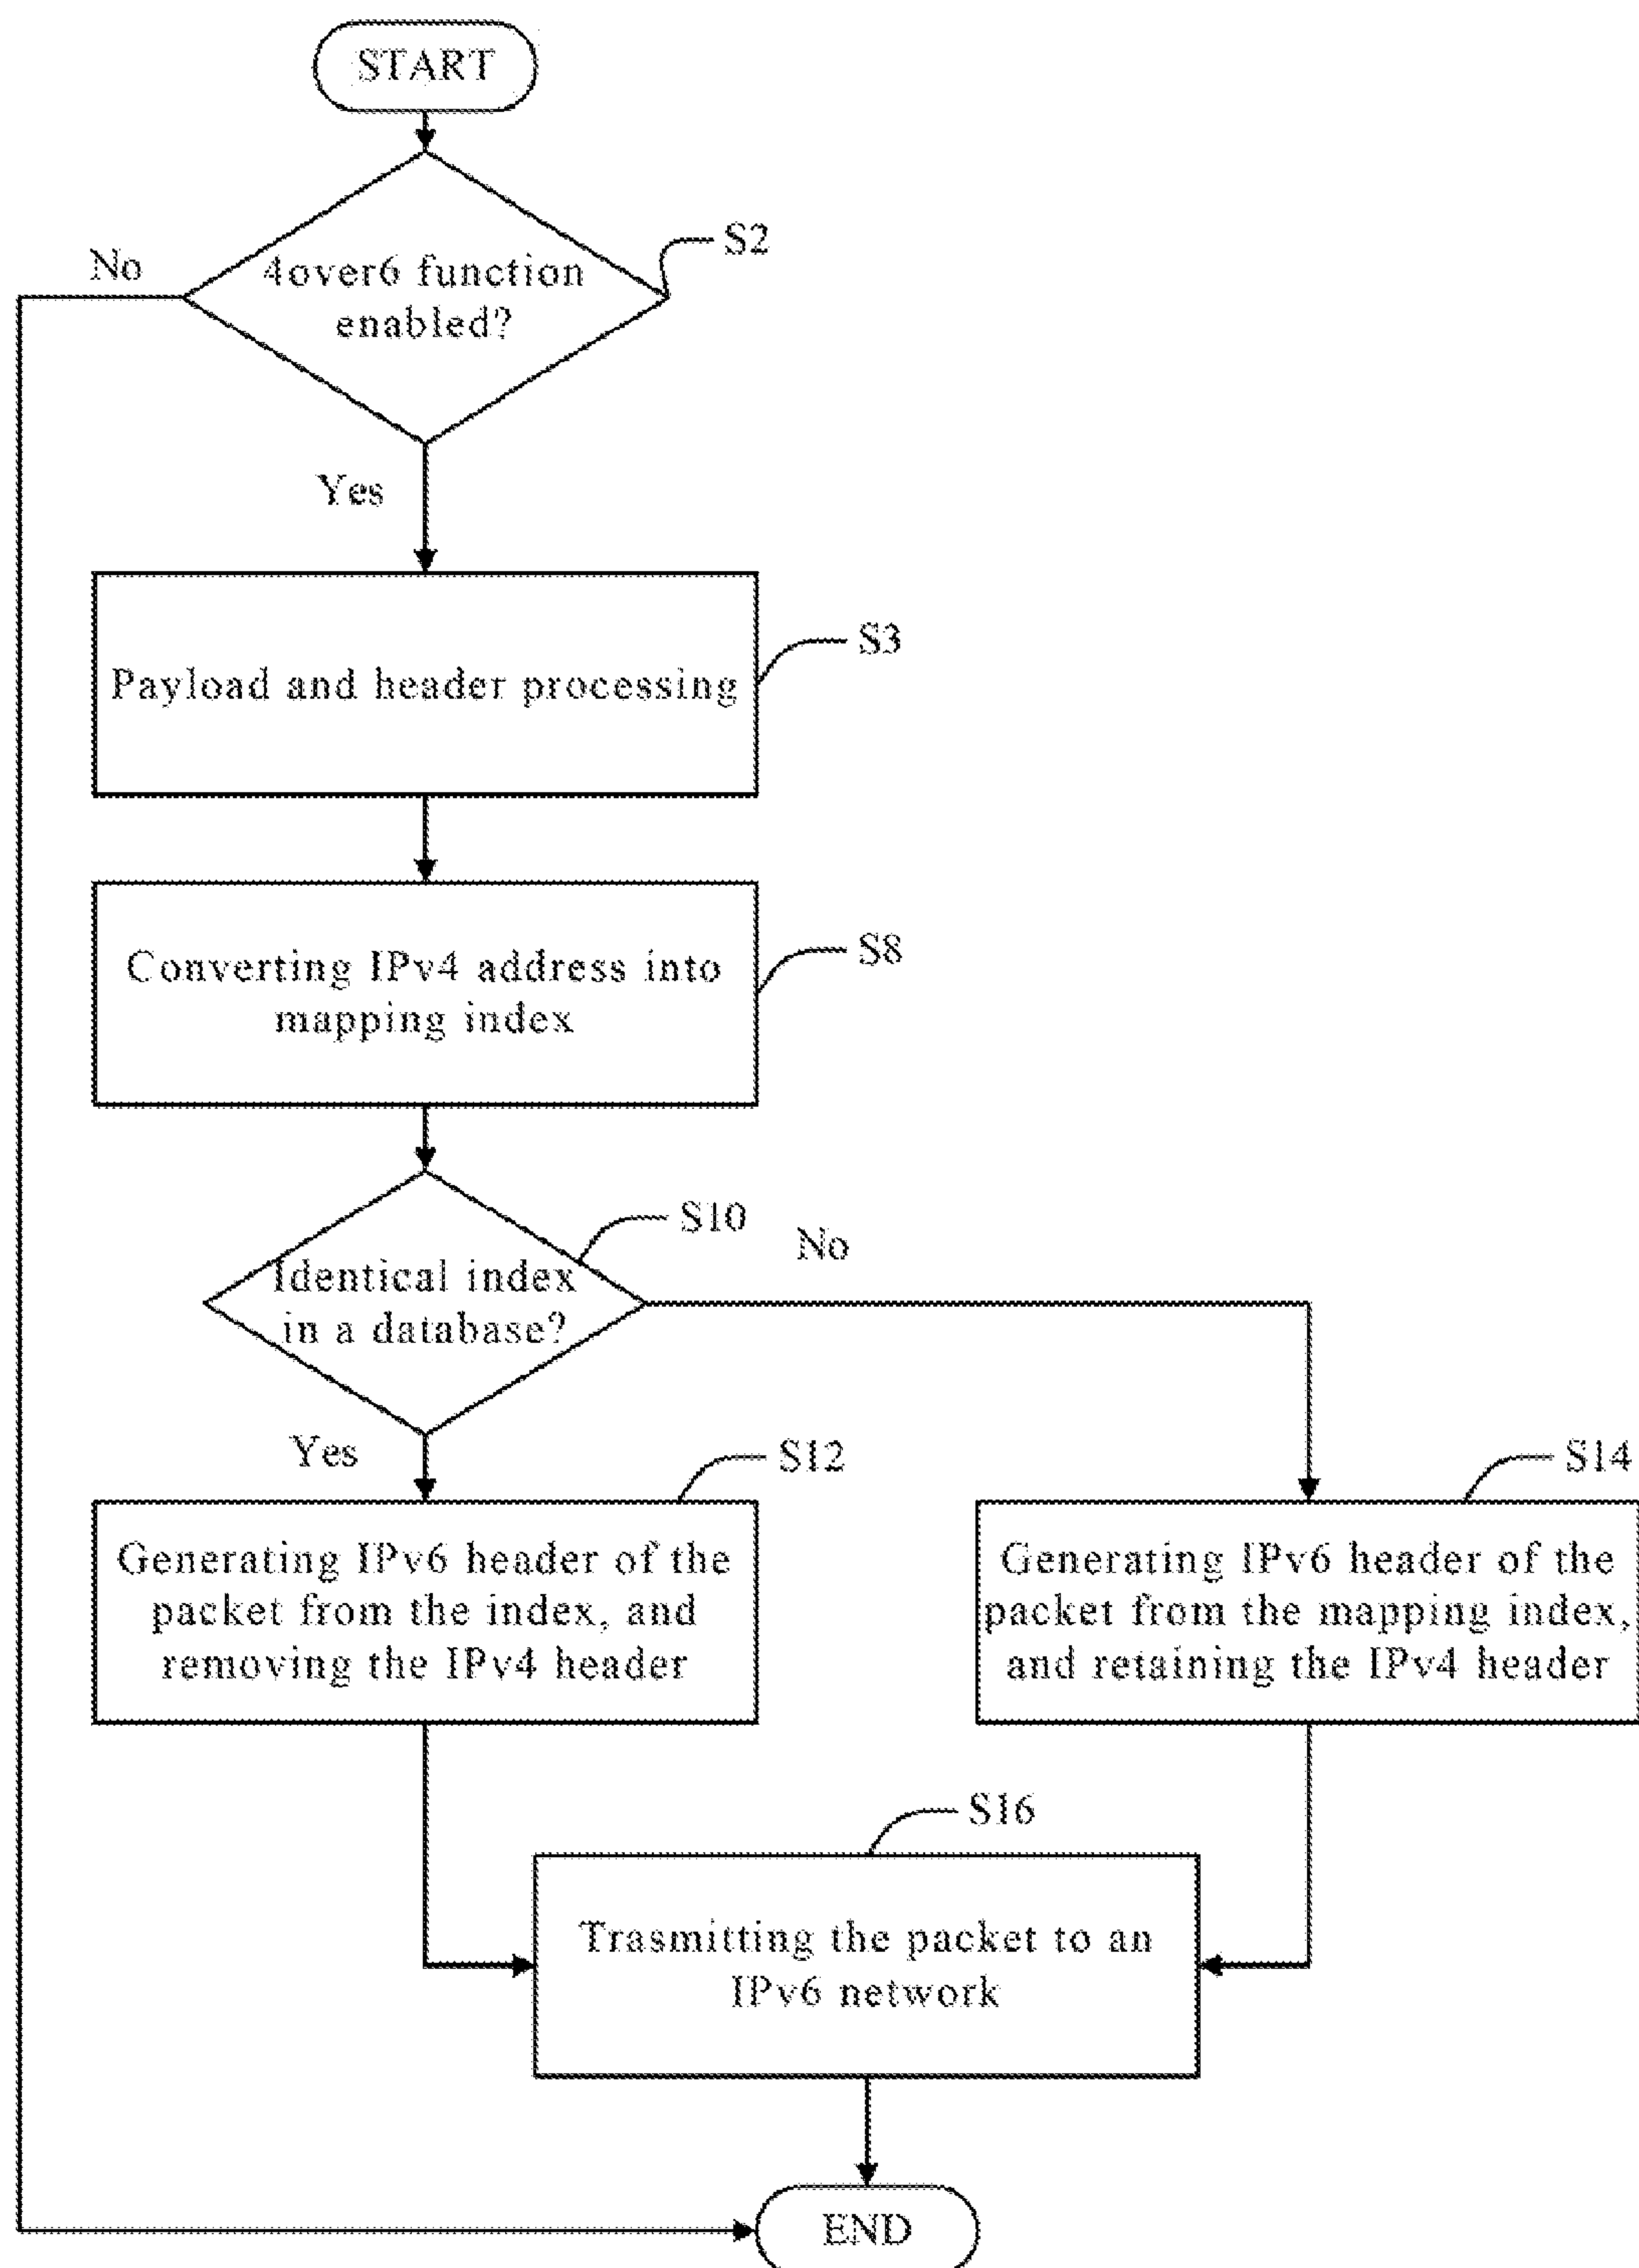 START
S2
No
4over6 function
enabled?
Yes
S3
Payload and header processing
S8
Converting IPv4 address into
mapping index
S10
No
Identical index
in a database?
Yes
S12
S14
Generating IPv6 header of the
packet from the index, and
removing the IPv4 header
Generating IPv6 header of the
packet from the mapping index,
and retaining the IPv4 header
S16
Trasmitting the packet to an
IPv6 network
END